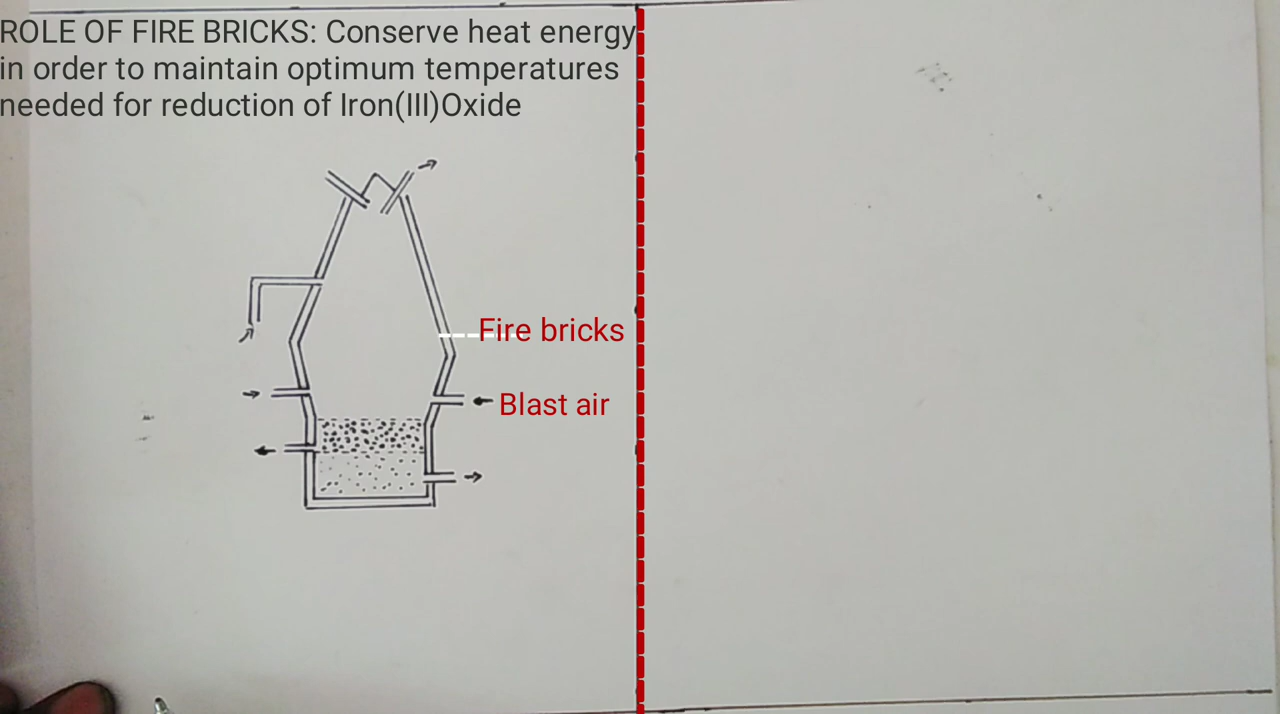 ROLE OF FIRE BRICKS: Conserve heat energy
in order to maintain optimum temperatures
needed for reduction of Iron(III)Oxide
Fire bricks
Blast air